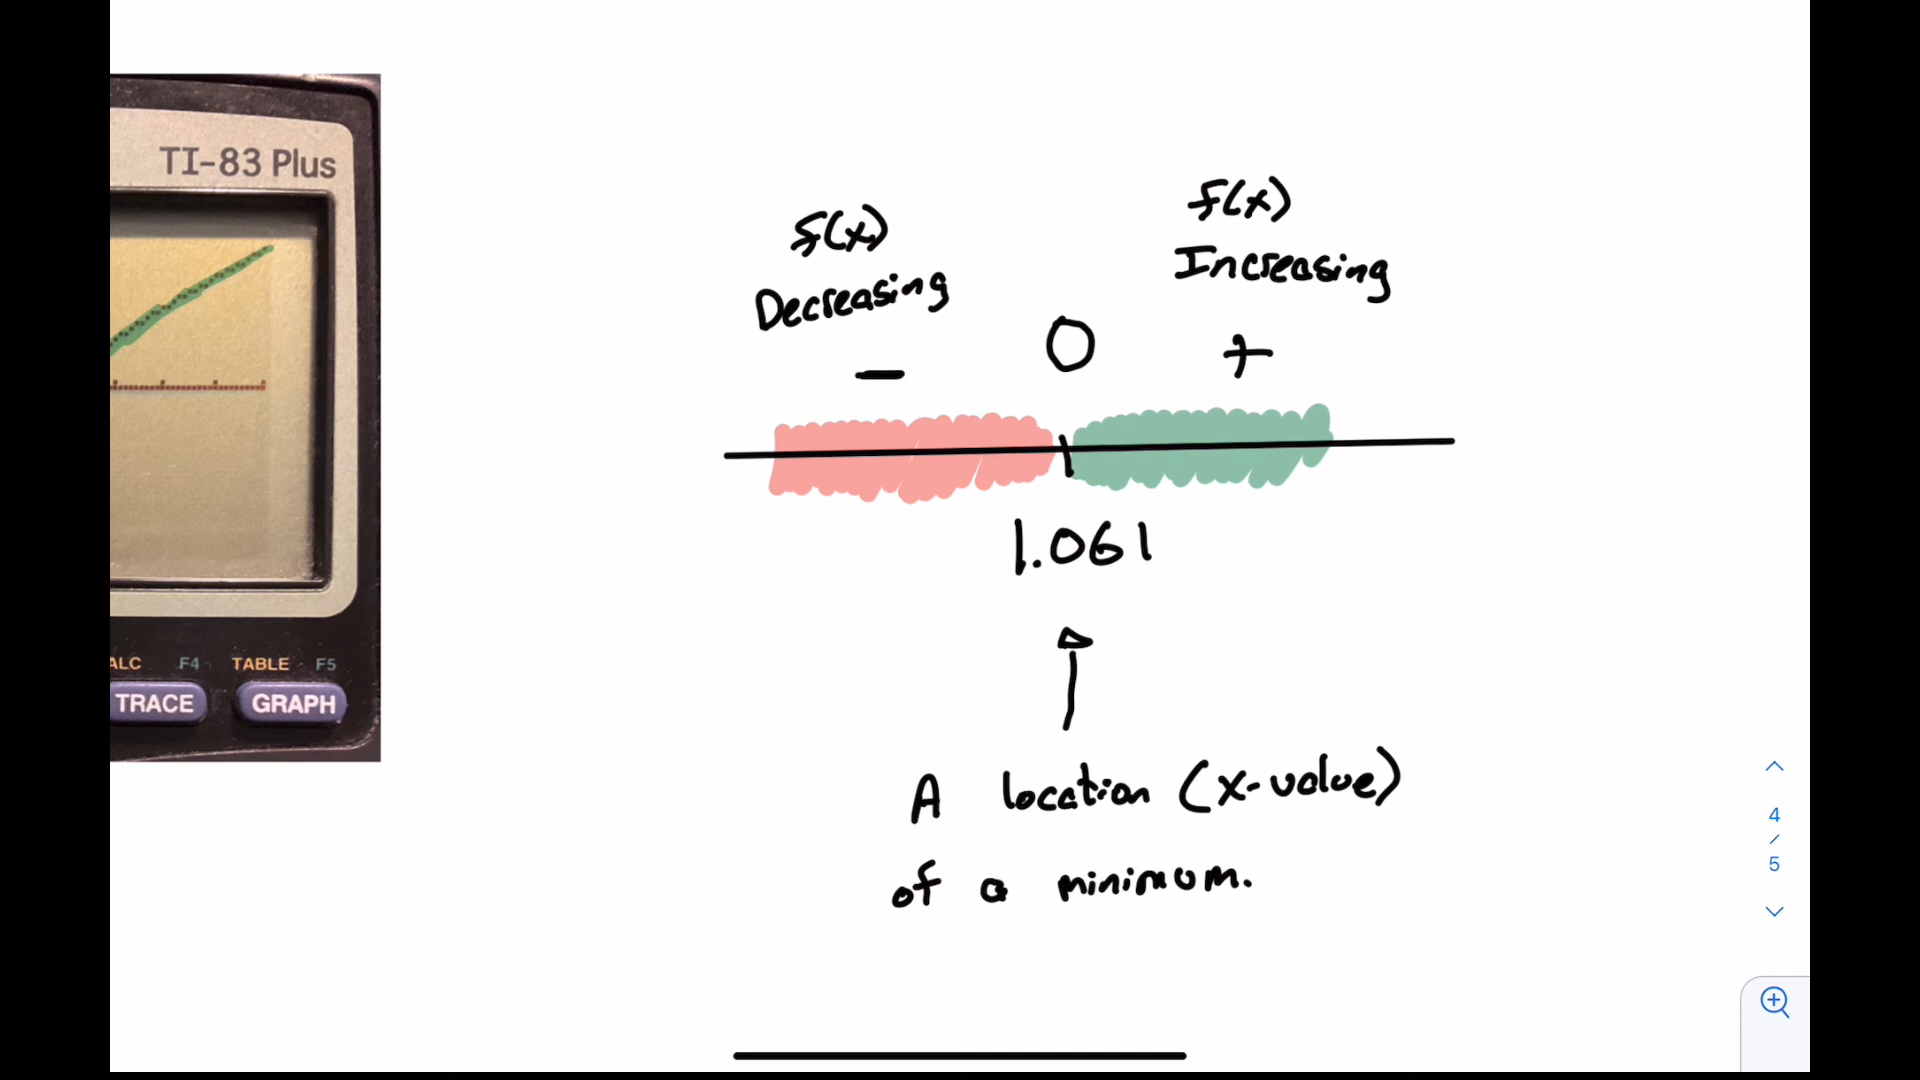 TI-83 Plus
ALC F4 TABLE F5
TRACE GRAPH
f(x)
Decreasing
f(x)
Increasing
− 0 +
1.061
A location (x-value)
of a minimum.
4
/
5